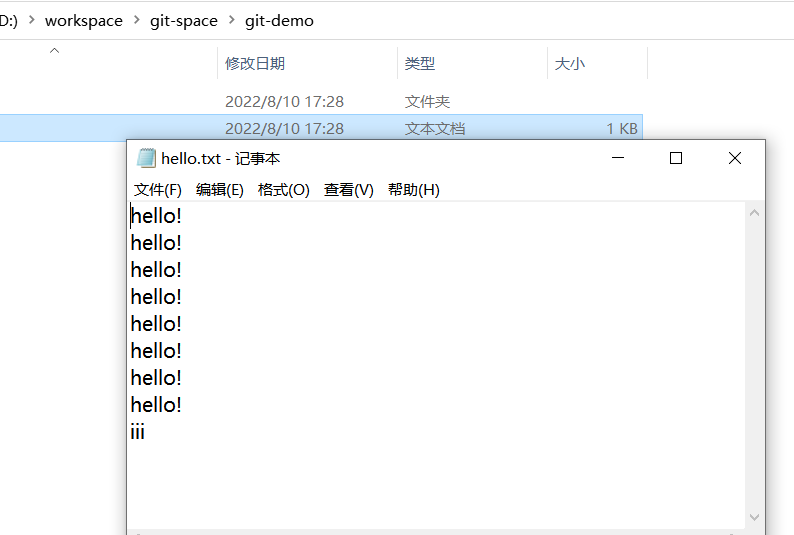 D:) > workspace > git-space > git-demo
修改日期 类型 大小
2022/8/10 17:28 文件夹
2022/8/10 17:28 文本文档 1 KB
hello.txt - 记事本
文件(F) 编辑(E) 格式(O) 查看(V) 帮助(H)
hello!
hello!
hello!
hello!
hello!
hello!
hello!
hello!
iii